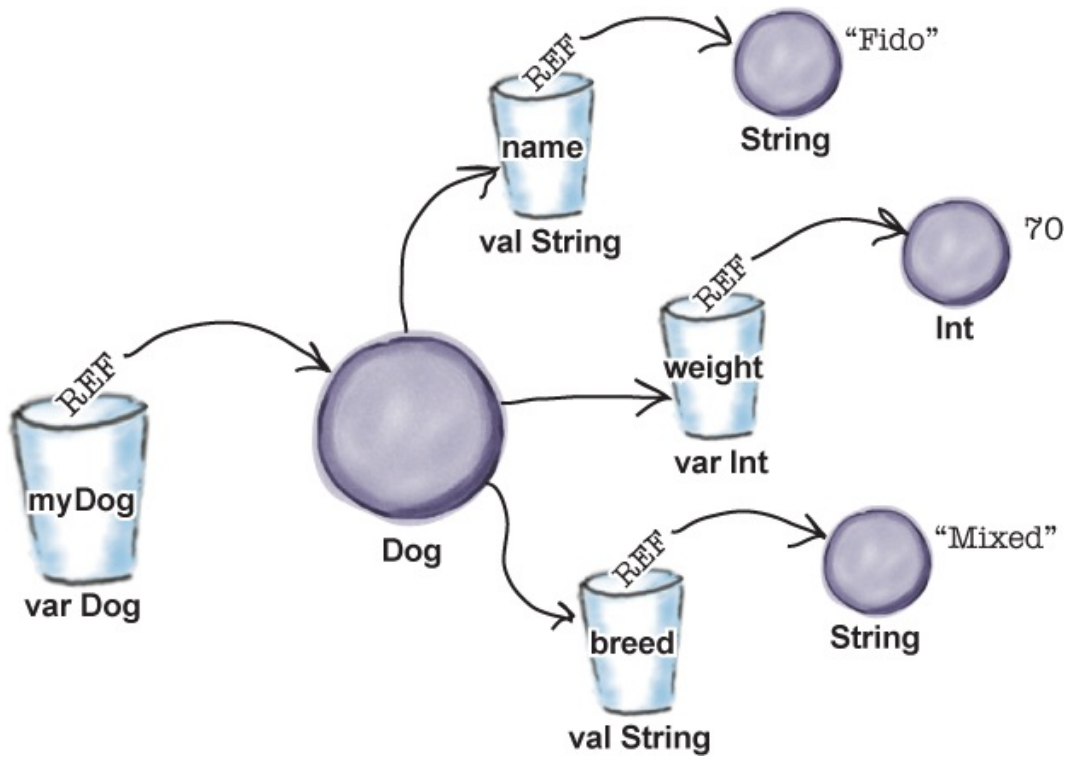 REF
"Fido"
name
String
val String
REF
70
weight
Int
var Int
REF
myDog
var Dog
Dog
REF
"Mixed"
breed
String
val String